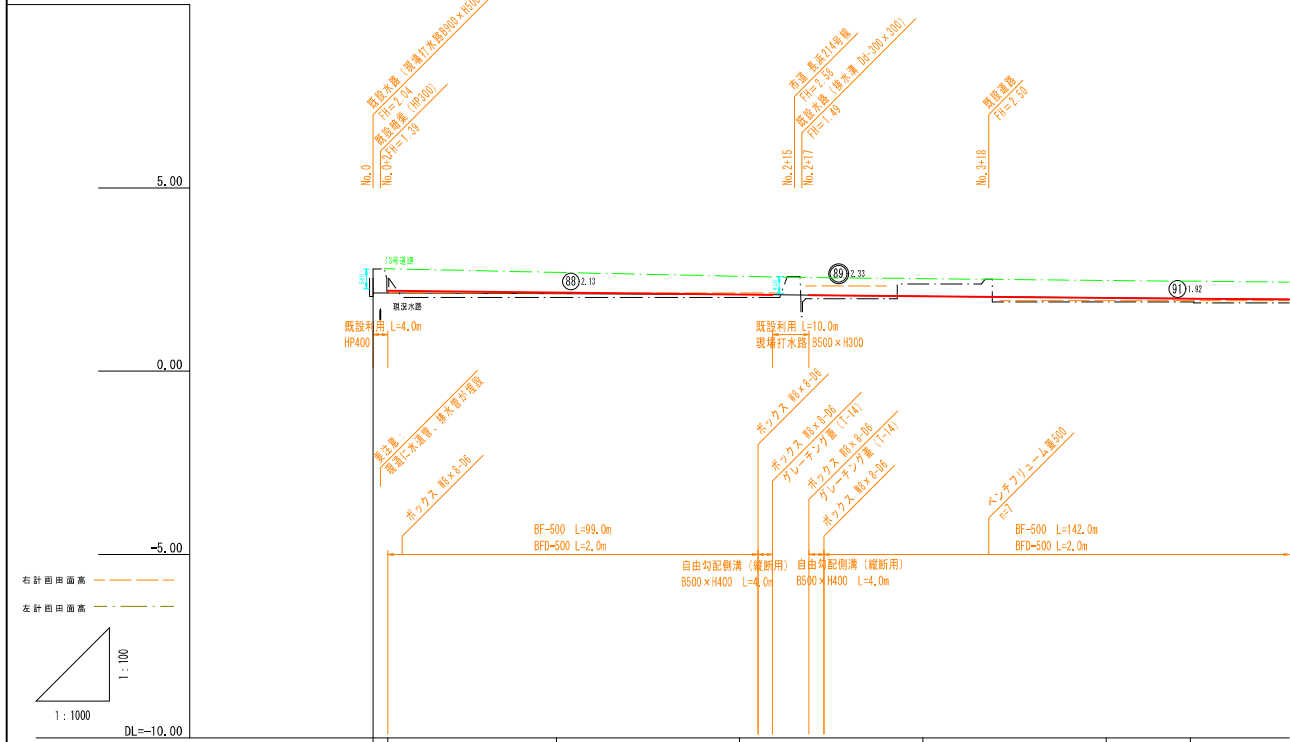 既設水路（現場打水路B900×H500
FH=2.04
既設暗渠（HP300）
FH=1.39
No.0
市道 長浜214号線
FH=2.58
既設水路（排水溝 Dd-300×300）
FH=1.49
No.2+15
No.2+17
既設道路
FH=2.50
No.3+18
5.00
0.00
-5.00
DL=-10.00
13号道路
540
現況水路
88 2.13
89 2.33
91 1.92
既設利用 L=4.0m
HP400
既設利用 L=10.0m
現場打水路 B500×H300
要注意：
現道に水道管、排水管が埋設
ボックス W8×8-D6
ボックス W8×8-D6
ボックス W8×8-D6
グレーチング蓋（T-14）
ボックス W8×8-D6
グレーチング蓋（T-14）
ボックス W8×8-D6
ベンチフリューム蓋500
n=7
BF-500 L=99.0m
BFD-500 L=2.0m
自由勾配側溝（縦断用）
B500×H400 L=4.0m
自由勾配側溝（縦断用）
B500×H400 L=4.0m
BF-500 L=142.0m
BFD-500 L=2.0m
右計画田面高
左計画田面高
1：100
1：1000